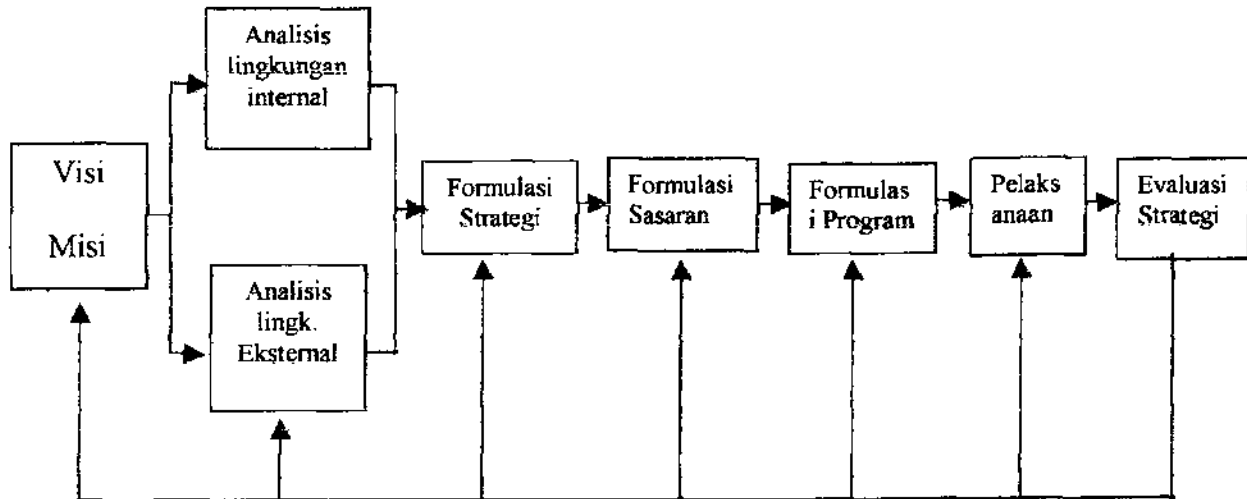 Visi
Misi
Analisis
lingkungan
internal
Analisis
lingk.
Eksternal
Formulasi
Strategi
Formulasi
Sasaran
Formulas
i Program
Pelaks
anaan
Evaluasi
Strategi